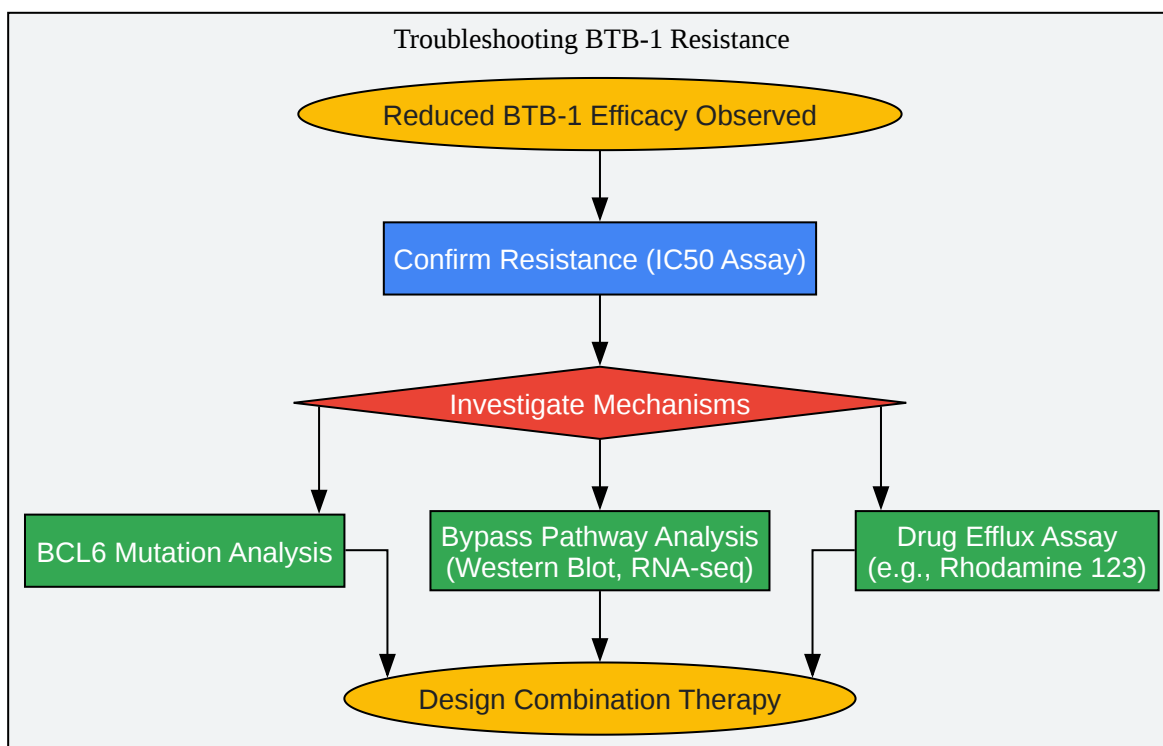 Troubleshooting BTB-1 Resistance
Reduced BTB-1 Efficacy Observed
Confirm Resistance (IC50 Assay)
Investigate Mechanisms
BCL6 Mutation Analysis
Bypass Pathway Analysis
(Western Blot, RNA-seq)
Drug Efflux Assay
(e.g., Rhodamine 123)
Design Combination Therapy